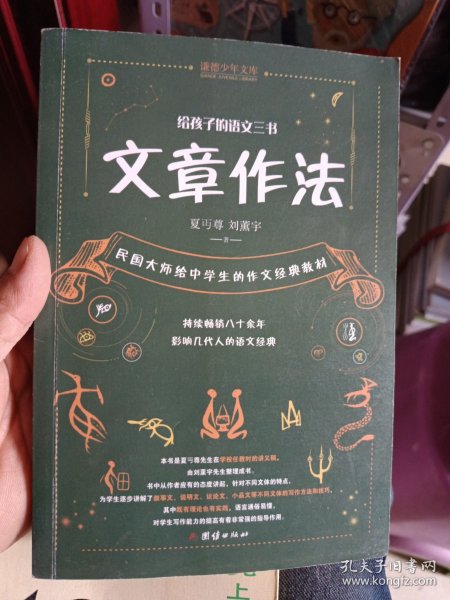 谦德少年文库
QIANDE JUVENILE LIBRARY
给孩子的语文三书
文章作法
夏丏尊 刘薰宇
著
民国大师给中学生的作文经典教材
持续畅销八十余年
影响几代人的语文经典
本书是夏丏尊先生在学校任教时的讲义稿，
由刘薰宇先生整理成书。
书中从作者应有的态度讲起，针对不同文体的特点，
为学生逐步讲解了叙事文、说明文、议论文、小品文等不同文体的写作方法和技巧，
其中既有理论也有实践，语言通俗易懂，
对学生写作能力的提高有着非常强的指导作用。
团结出版社
上
孔夫子旧书网
www.kongfz.com